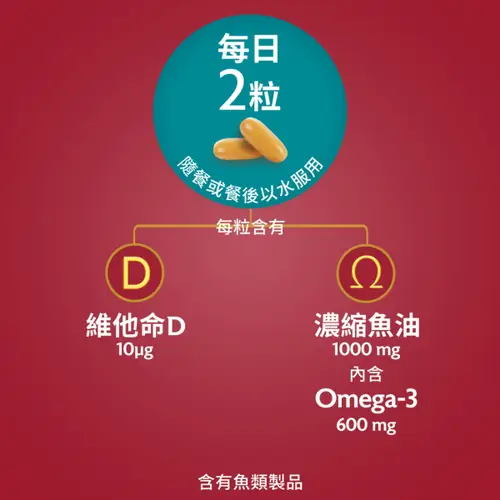 每日
2粒
隨餐或餐後以水服用
每粒含有
D
Ω
維他命D
10µg
濃縮魚油
1000 mg
內含
Omega-3
600 mg
含有魚類製品